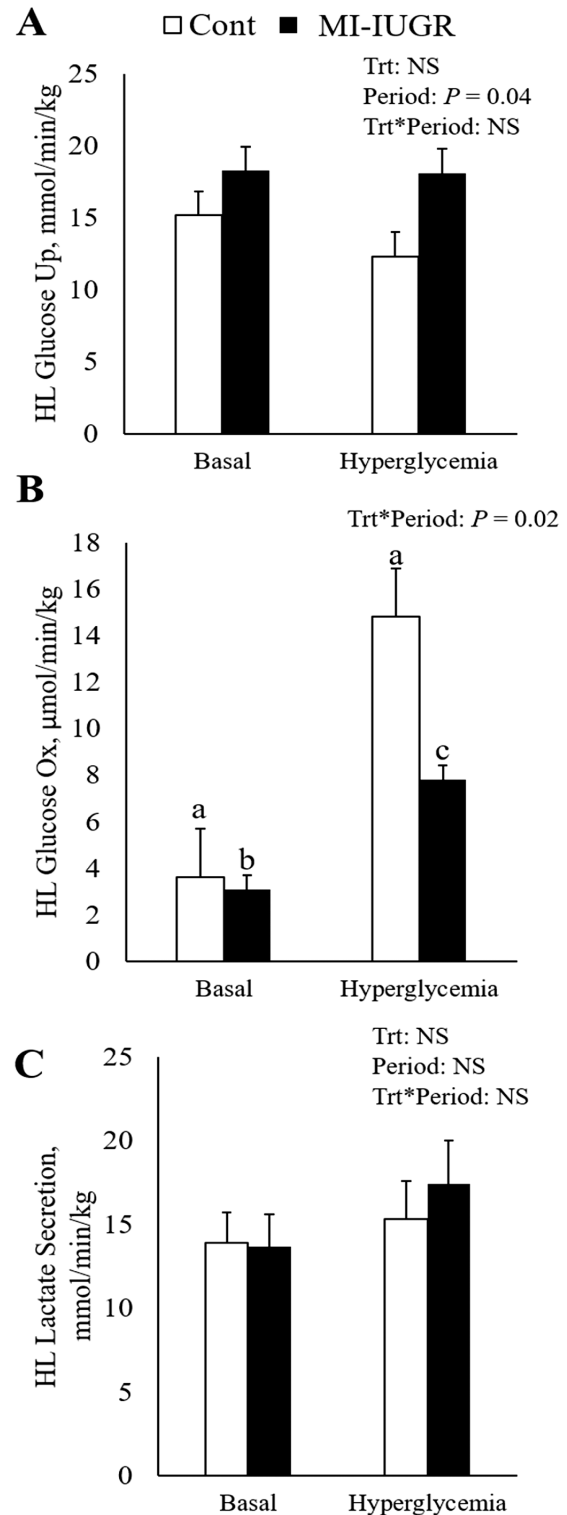 A
Cont MI-IUGR
Trt: NS
Period: P = 0.04
Trt*Period: NS
HL Glucose Up, mmol/min/kg
25
20
15
10
5
0
Basal Hyperglycemia
B
Trt*Period: P = 0.02
HL Glucose Ox, µmol/min/kg
18
16
14
12
10
8
6
4
2
0
a
b
a
c
Basal Hyperglycemia
C
Trt: NS
Period: NS
Trt*Period: NS
HL Lactate Secretion,
mmol/min/kg
25
20
15
10
5
0
Basal Hyperglycemia